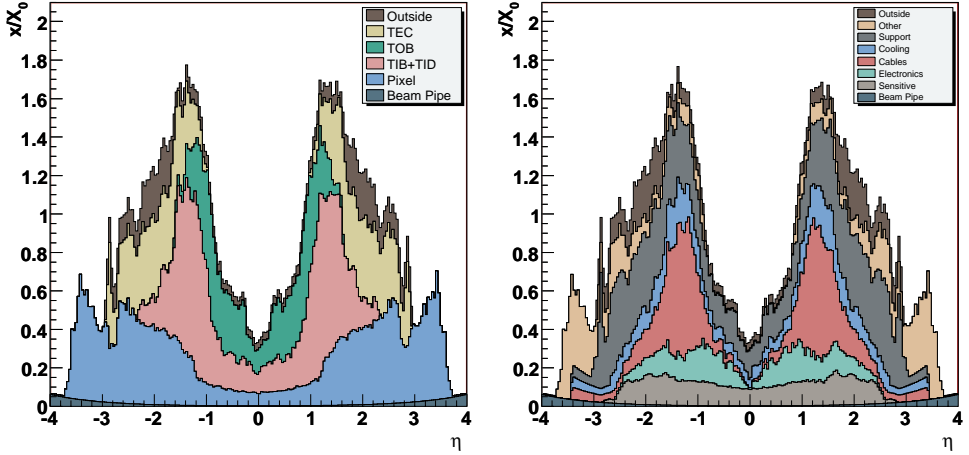 x/X0
2
1.8
1.6
1.4
1.2
1
0.8
0.6
0.4
0.2
0
-4 -3 -2 -1 0 1 2 3 4
η
Outside
TEC
TOB
TIB+TID
Pixel
Beam Pipe
x/X0
2
1.8
1.6
1.4
1.2
1
0.8
0.6
0.4
0.2
0
-4 -3 -2 -1 0 1 2 3 4
η
Outside
Other
Support
Cooling
Cables
Electronics
Sensitive
Beam Pipe